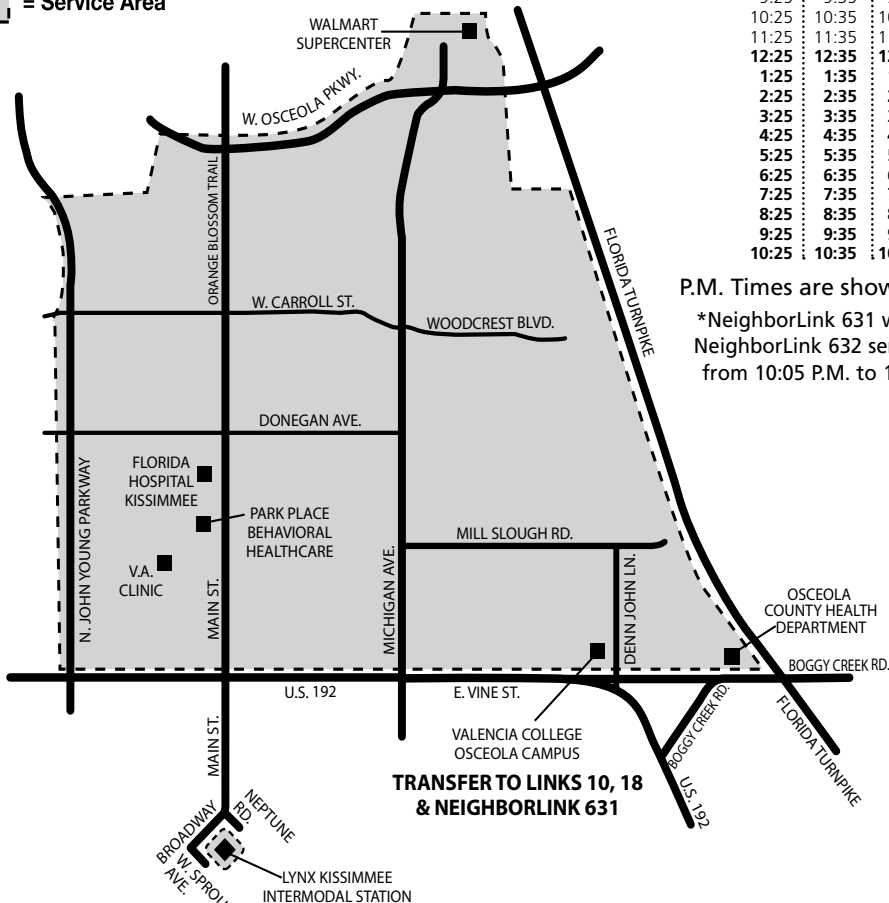 = Service Area
WALMART
SUPERCENTER
W. OSCEOLA PKWY.
ORANGE BLOSSOM TRAIL
FLORIDA TURNPIKE
W. CARROLL ST.
WOODCREST BLVD.
DONEGAN AVE.
N. JOHN YOUNG PARKWAY
FLORIDA
HOSPITAL
KISSIMMEE
PARK PLACE
BEHAVIORAL
HEALTHCARE
V.A.
CLINIC
MAIN ST.
MICHIGAN AVE.
MILL SLOUGH RD.
DENN JOHN LN.
OSCEOLA
COUNTY HEALTH
DEPARTMENT
BOGGY CREEK RD.
U.S. 192
E. VINE ST.
VALENCIA COLLEGE
OSCEOLA CAMPUS
BOGGY CREEK RD.
FLORIDA TURNPIKE
U.S. 192
TRANSFER TO LINKS 10, 18
& NEIGHBORLINK 631
MAIN ST.
BROADWAY
AVE.
NEPTUNE
RD.
W.
LYNX KISSIMMEE
INTERMODAL STATION
10:25 10:35
11:25 11:35
12:25 12:35
1:25 1:35
2:25 2:35
3:25 3:35
4:25 4:35
5:25 5:35
6:25 6:35
7:25 7:35
8:25 8:35
9:25 9:35
10:25 10:35
P.M. Times are
*NeighborLink 631
NeighborLink 632
from 10:05 P.M. to